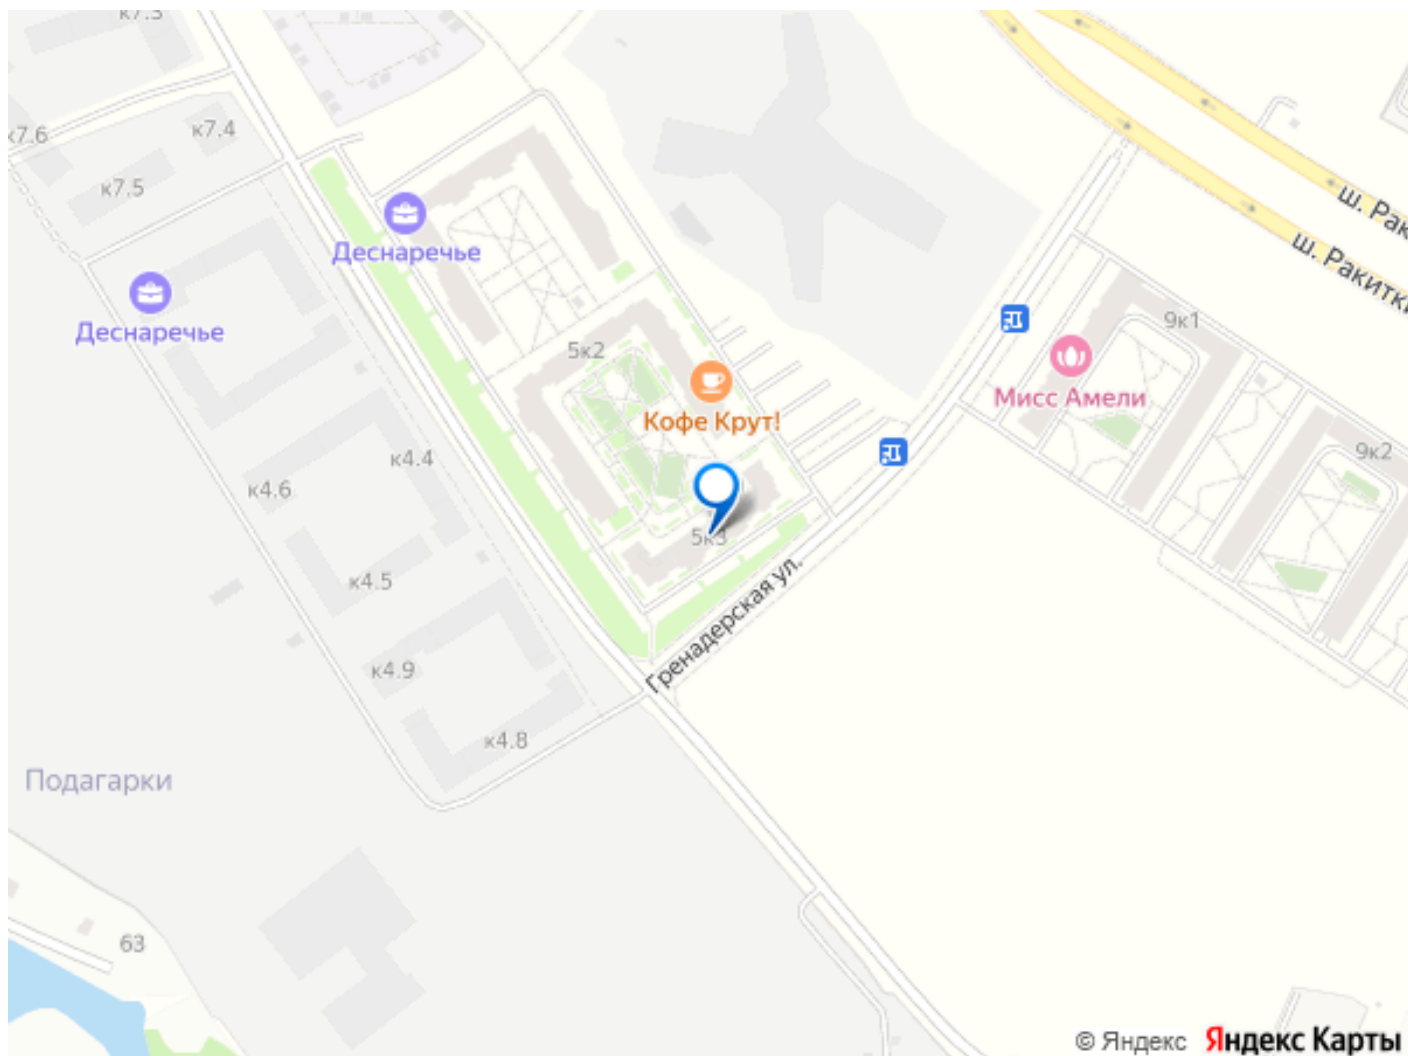 к7.3
к7.6
к7.4
к7.5
Деснаречье
Деснаречье
ш. Рак
ш. Ракитки
9к1
5к2
Мисс Амели
Кофе Крут!
9к2
к4.4
к4.6
5к3
к4.5
Гренадерская ул.
к4.9
к4.8
Подагарки
63
© Яндекс Яндекс Карты